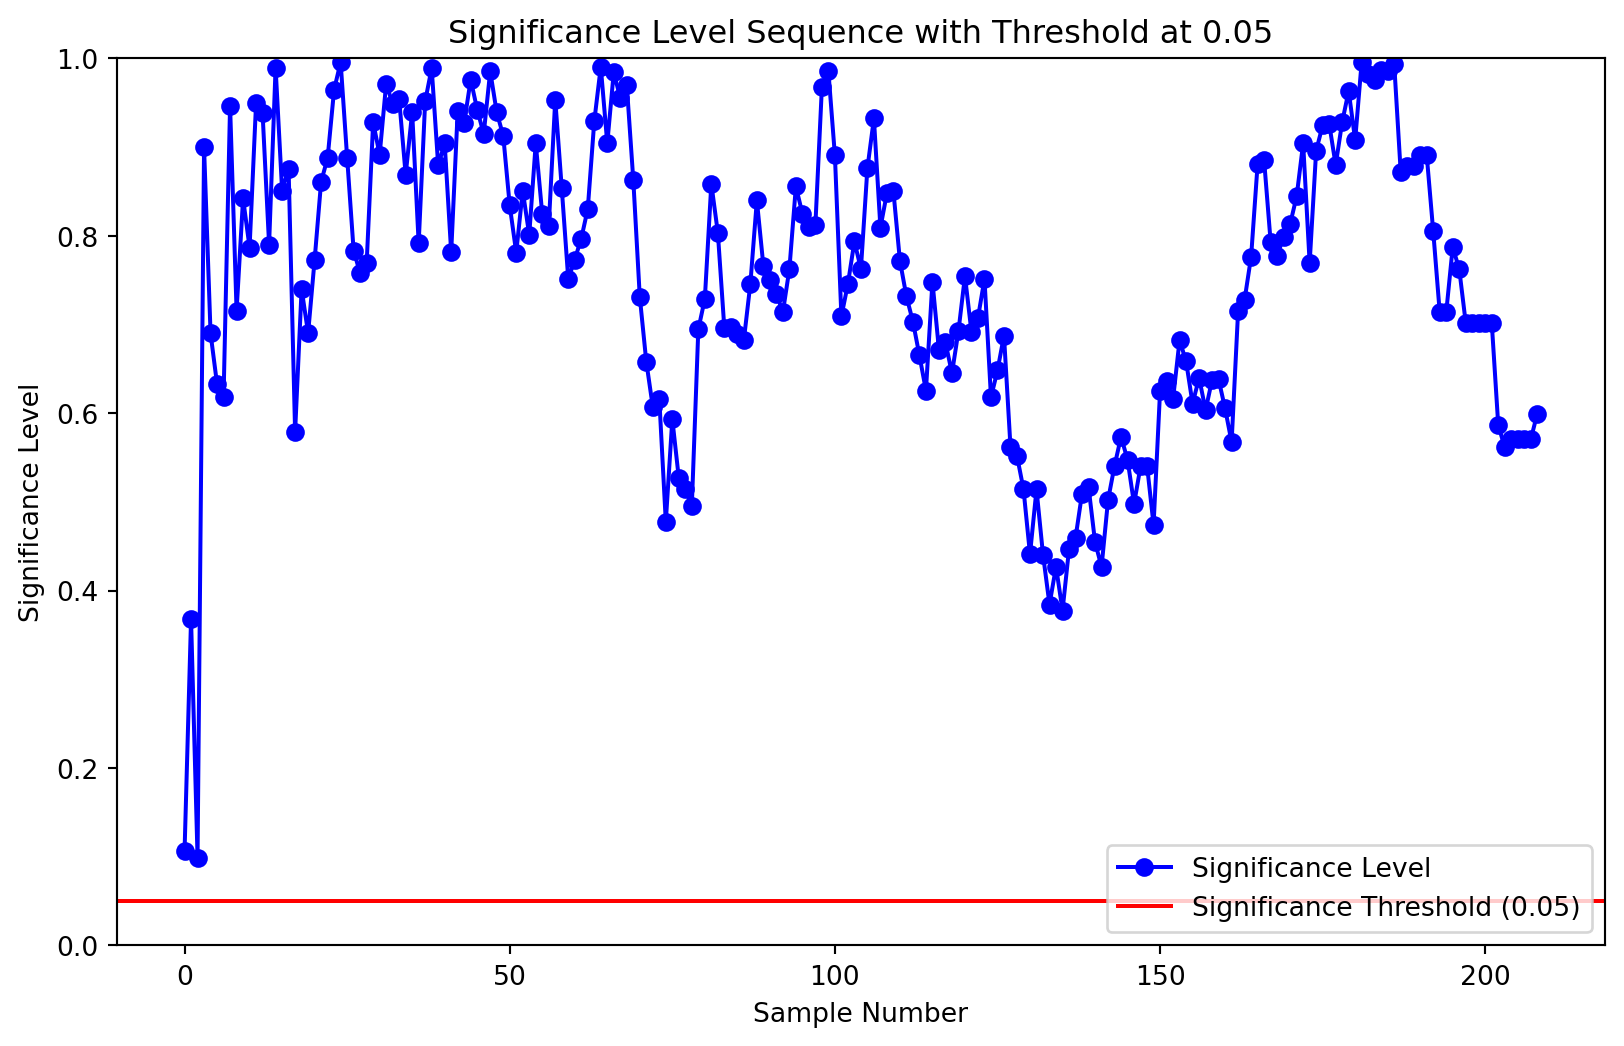 Significance Level Sequence with Threshold at 0.05
1.0
0.8
0.6
0.4
0.2
0.0
Significance Level
0
50
100
150
200
Sample Number
Significance Level
Significance Threshold (0.05)